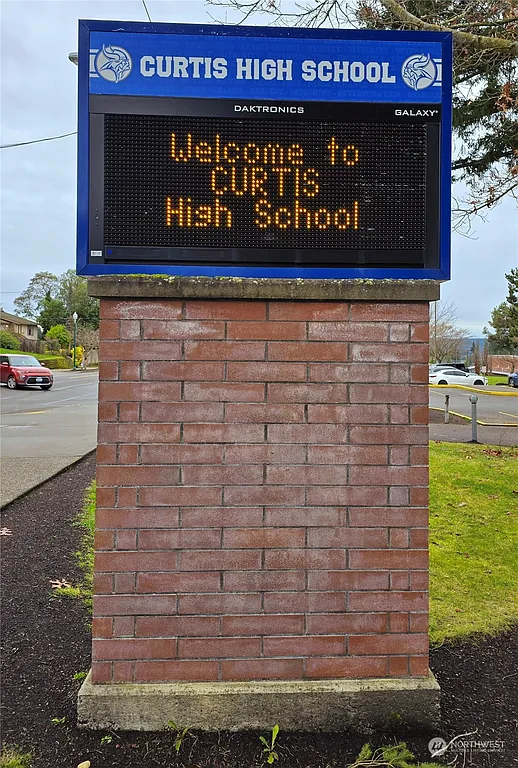 CURTIS HIGH SCHOOL
DAKTRONICS GALAXY
Welcome to
CURTIS
High School
NORTHWEST